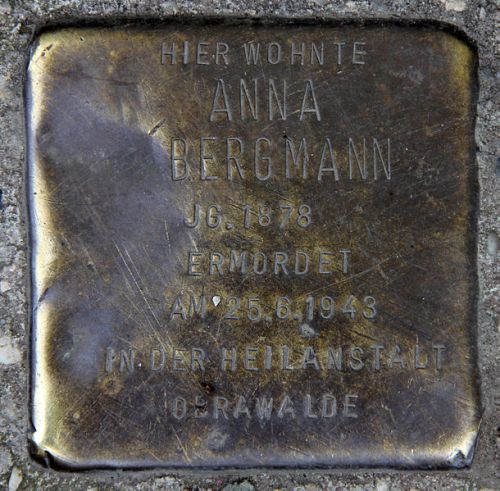 HIER WOHNTE
ANNA
BERGMANN
JG. 1878
ERMORDET
AM 25.6.1943
IN DER HEILANSTALT
OBRAWALDE